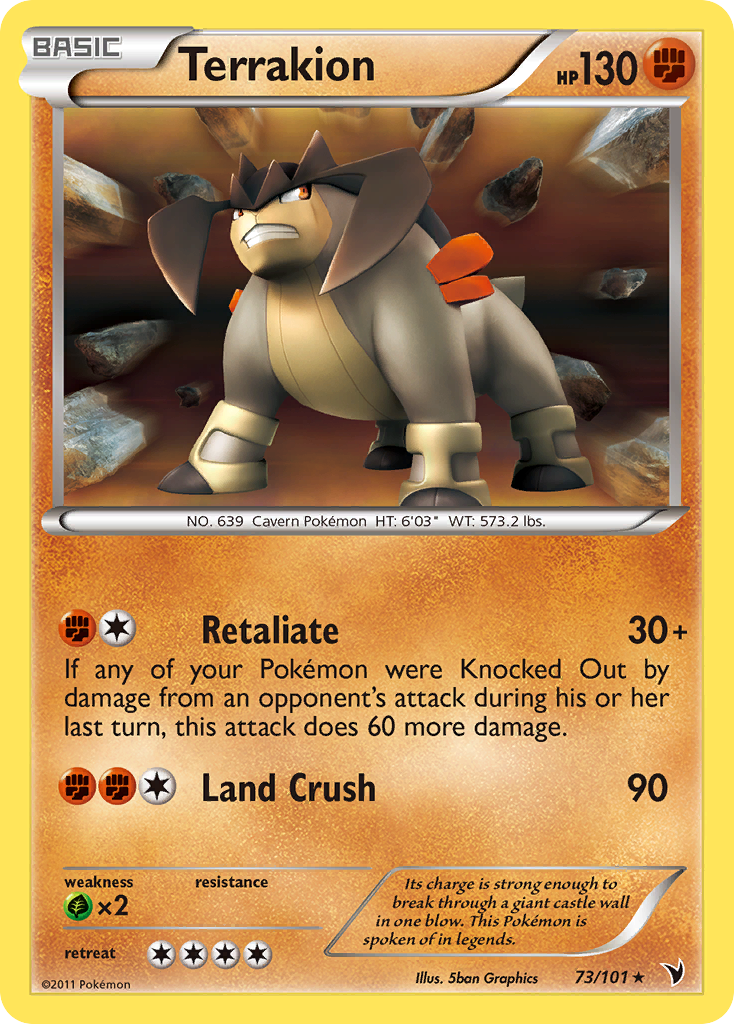 BASIC
Terrakion
HP130
NO. 639 Cavern Pokémon HT: 6'03" WT: 573.2 lbs.
Retaliate 30+
If any of your Pokémon were Knocked Out by
damage from an opponent's attack during his or her
last turn, this attack does 60 more damage.
Land Crush 90
weakness resistance
×2
retreat
Its charge is strong enough to
break through a giant castle wall
in one blow. This Pokémon is
spoken of in legends.
©2011 Pokémon
Illus. 5ban Graphics
73/101 ★